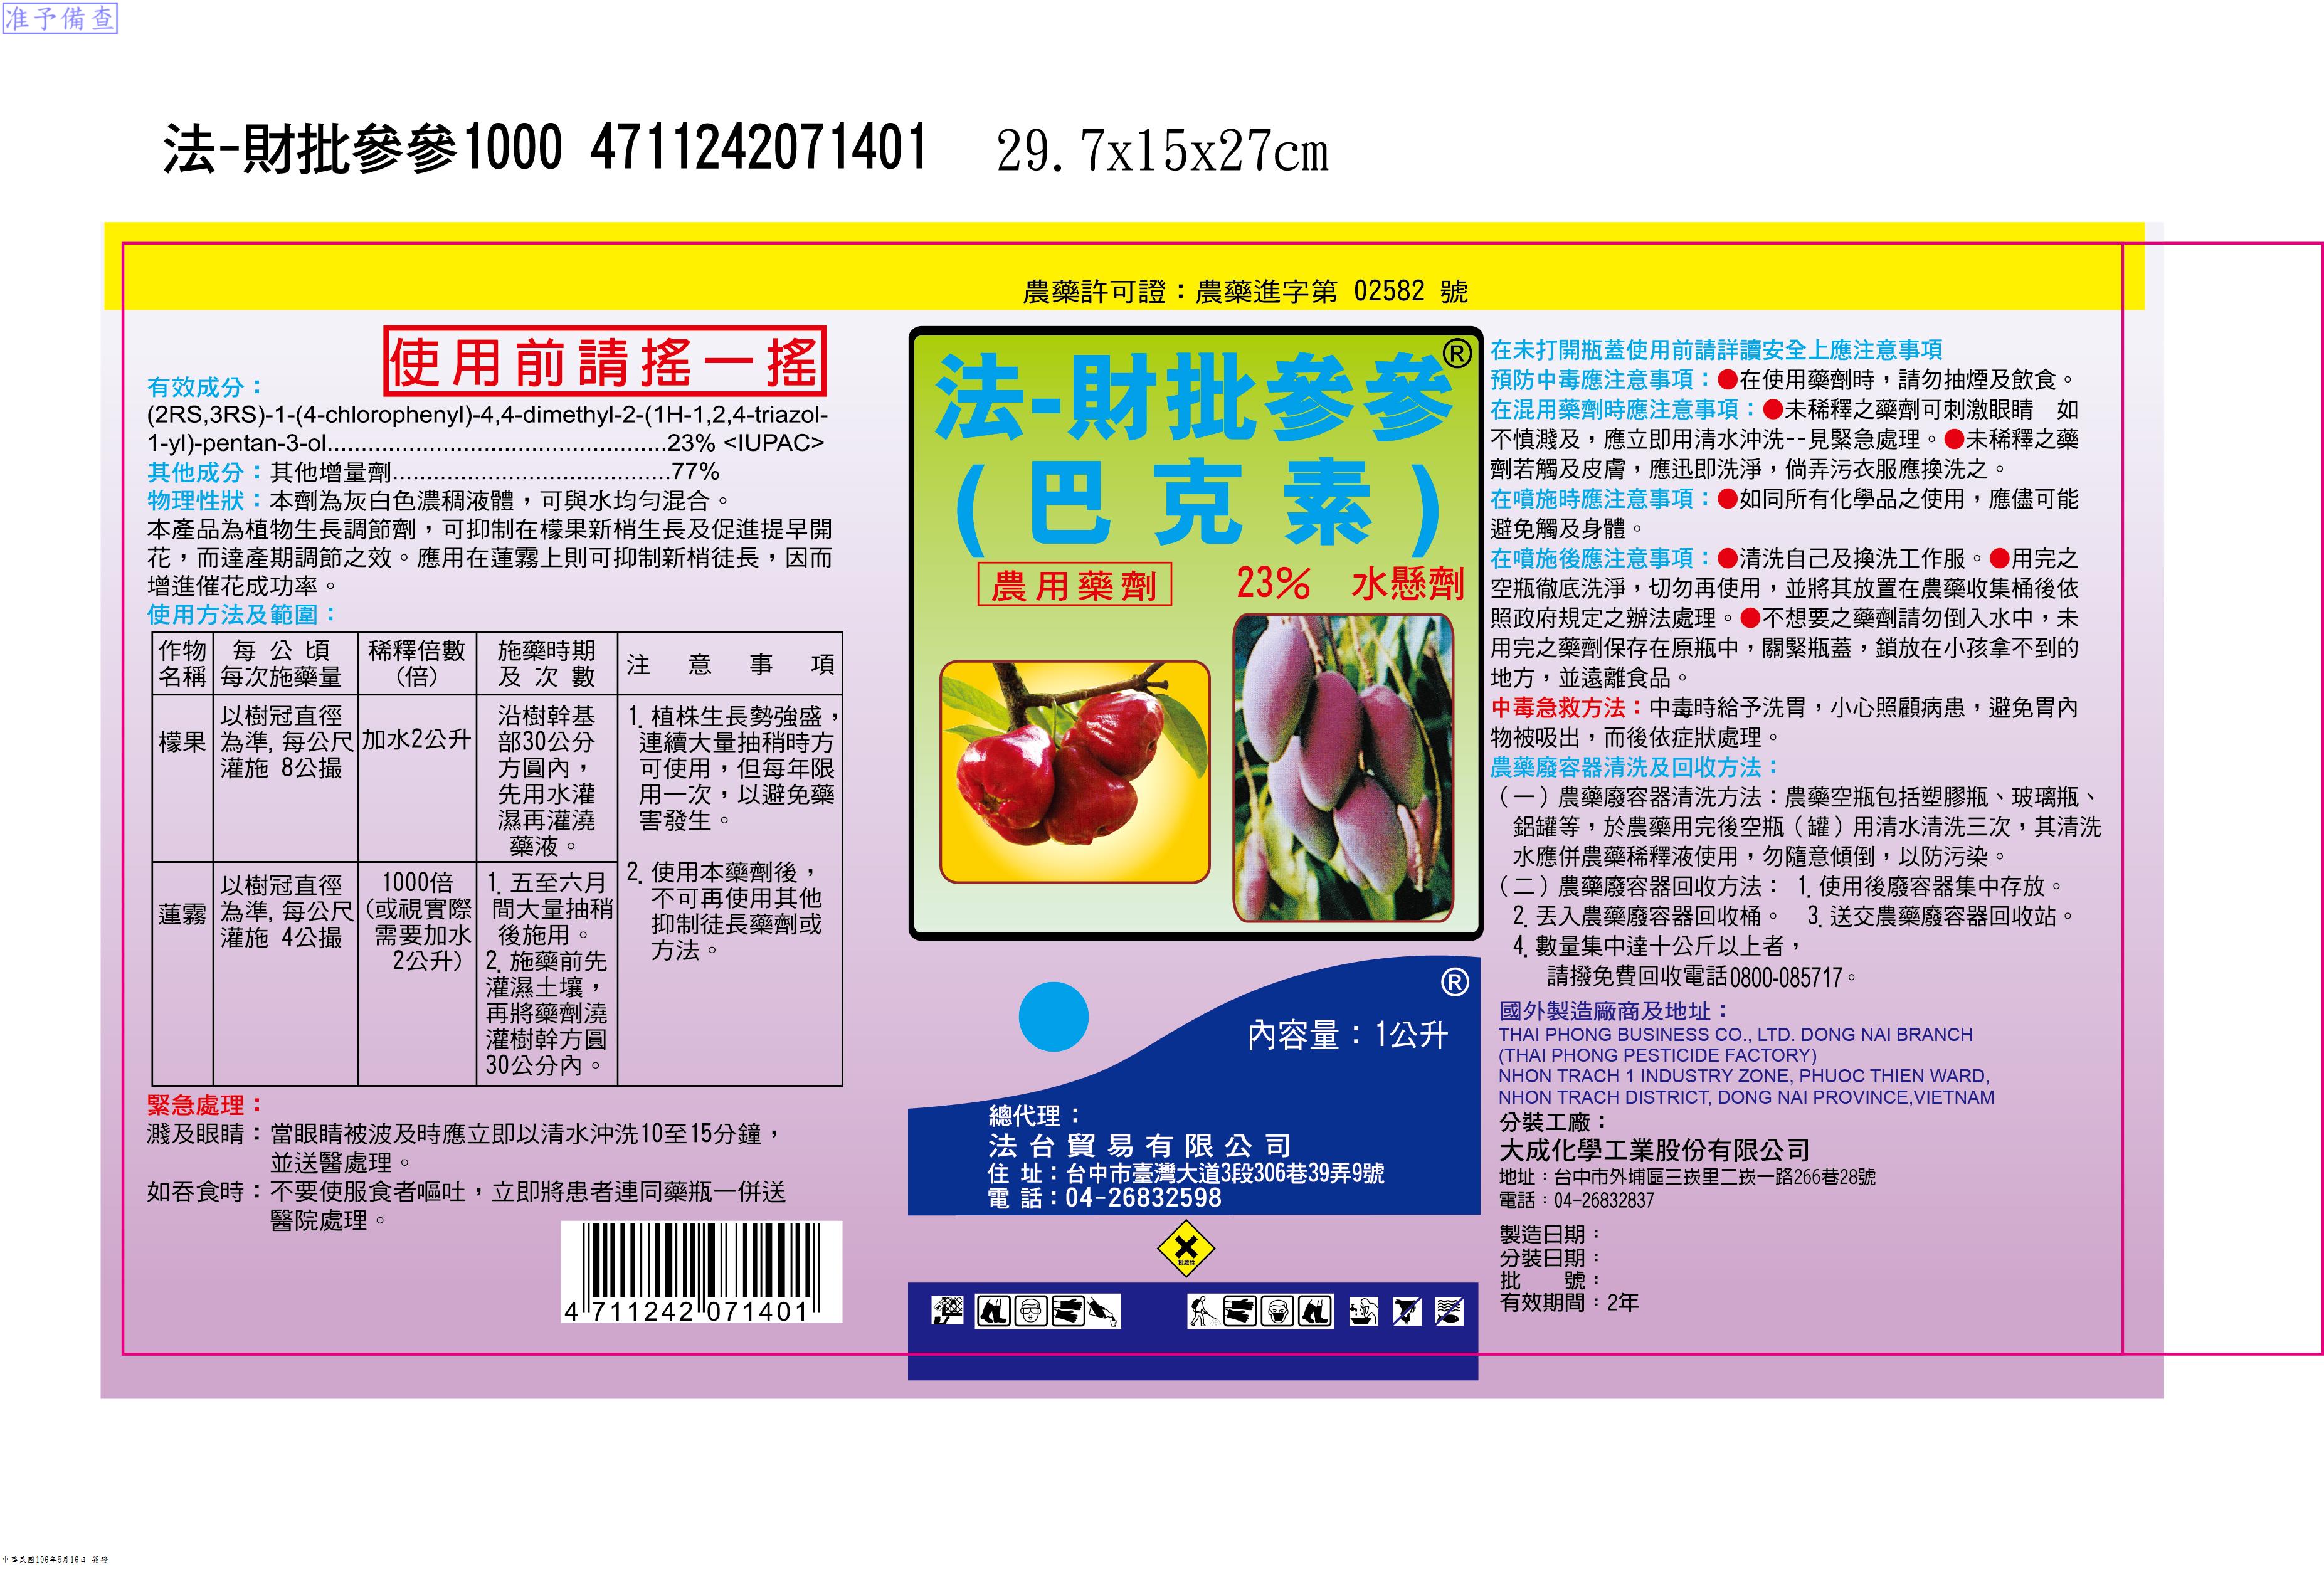 准予備查
法-財批參參1000 4711242071401 29.7x15x27cm
農藥許可證：農藥進字第 02582 號
使用前請搖一搖
有效成分：
(2RS,3RS)-1-(4-chlorophenyl)-4,4-dimethyl-2-(1H-1,2,4-triazol-
1-yl)-pentan-3-ol..................................................23% <IUPAC>
其他成分：其他增量劑.........................................77%
物理性狀：本劑為灰白色濃稠液體，可與水均勻混合。
本產品為植物生長調節劑，可抑制在檬果新梢生長及促進提早開
花，而達產期調節之效。應用在蓮霧上則可抑制新梢徒長，因而
增進催花成功率。
使用方法及範圍：
作物
名稱
每公頃
每次施藥量
稀釋倍數
（倍）
施藥時期
及次數
注意事項
檬果
以樹冠直徑
為準，每公尺
灌施 8公撮
加水2公升
沿樹幹基
部30公分
方圓內，
先用水灌
濕再灌澆
藥液。
1. 植株生長勢強盛，
連續大量抽稍時方
可使用，但每年限
用一次，以避免藥
害發生。
2. 使用本藥劑後，
不可再使用其他
抑制徒長藥劑或
方法。
蓮霧
以樹冠直徑
為準，每公尺
灌施 4公撮
1000倍
（或視實際
需要加水
2公升）
1. 五至六月
間大量抽稍
後施用。
2. 施藥前先
灌濕土壤，
再將藥劑澆
灌樹幹方圓
30公分內。
緊急處理：
濺及眼睛：當眼睛被波及時應立即以清水沖洗10至15分鐘，
並送醫處理。
如吞食時：不要使服食者嘔吐，立即將患者連同藥瓶一併送
醫院處理。
4 711242 071401
法-財批參參®
(巴克素)
農用藥劑 23% 水懸劑
®
內容量：1公升
總代理：
法台貿易有限公司
住 址：台中市臺灣大道3段306巷39弄9號
電 話：04-26832598
刺激性
在未打開瓶蓋使用前請詳讀安全上應注意事項
預防中毒應注意事項：●在使用藥劑時，請勿抽煙及飲食。
在混用藥劑時應注意事項：●未稀釋之藥劑可刺激眼睛　如
不慎濺及，應立即用清水沖洗--見緊急處理。●未稀釋之藥
劑若觸及皮膚，應迅即洗淨，倘弄污衣服應換洗之。
在噴施時應注意事項：●如同所有化學品之使用，應儘可能
避免觸及身體。
在噴施後應注意事項：●清洗自己及換洗工作服。●用完之
空瓶徹底洗淨，切勿再使用，並將其放置在農藥收集桶後依
照政府規定之辦法處理。●不想要之藥劑請勿倒入水中，未
用完之藥劑保存在原瓶中，關緊瓶蓋，鎖放在小孩拿不到的
地方，並遠離食品。
中毒急救方法：中毒時給予洗胃，小心照顧病患，避免胃內
物被吸出，而後依症狀處理。
農藥廢容器清洗及回收方法：
（一）農藥廢容器清洗方法：農藥空瓶包括塑膠瓶、玻璃瓶、
鋁罐等，於農藥用完後空瓶（罐）用清水清洗三次，其清洗
水應併農藥稀釋液使用，勿隨意傾倒，以防污染。
（二）農藥廢容器回收方法： 1. 使用後廢容器集中存放。
2. 丟入農藥廢容器回收桶。 3. 送交農藥廢容器回收站。
4. 數量集中達十公斤以上者，
請撥免費回收電話0800-085717。
國外製造廠商及地址：
THAI PHONG BUSINESS CO., LTD. DONG NAI BRANCH
(THAI PHONG PESTICIDE FACTORY)
NHON TRACH 1 INDUSTRY ZONE, PHUOC THIEN WARD,
NHON TRACH DISTRICT, DONG NAI PROVINCE,VIETNAM
分裝工廠：
大成化學工業股份有限公司
地址：台中市外埔區三崁里二崁一路266巷28號
電話：04-26832837
製造日期：
分裝日期：
批　　號：
有效期間：2年
中華民國106年5月16日 簽發